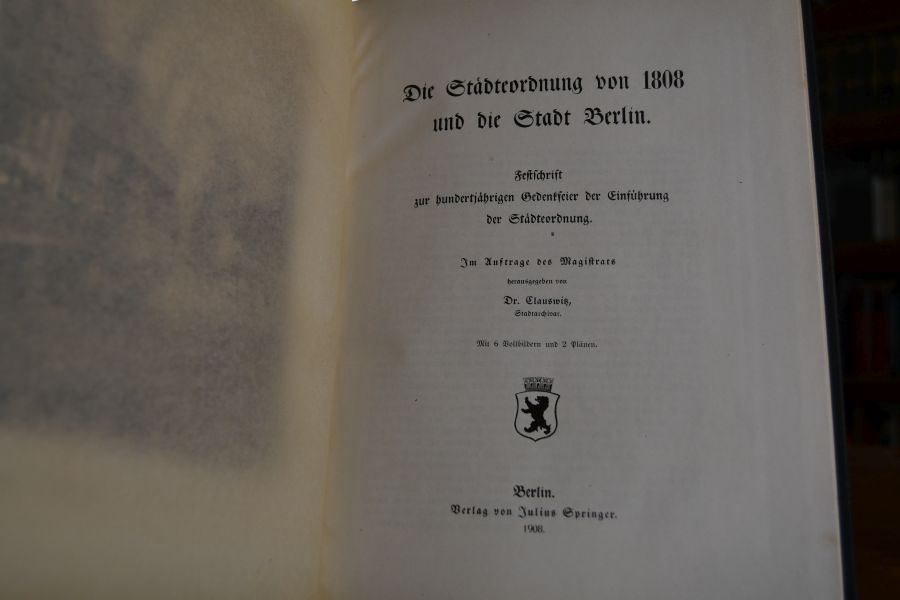 Die Städteordnung von 1808
und die Stadt Berlin.
Festschrift
zur hundertjährigen Gedenkfeier der Einführung
der Städteordnung.
Im Auftrage des Magistrats
herausgegeben von
Dr. Clauswitz,
Stadtarchivar.
Mit 6 Vollbildern und 2 Plänen.
Berlin.
Verlag von Julius Springer.
1908.